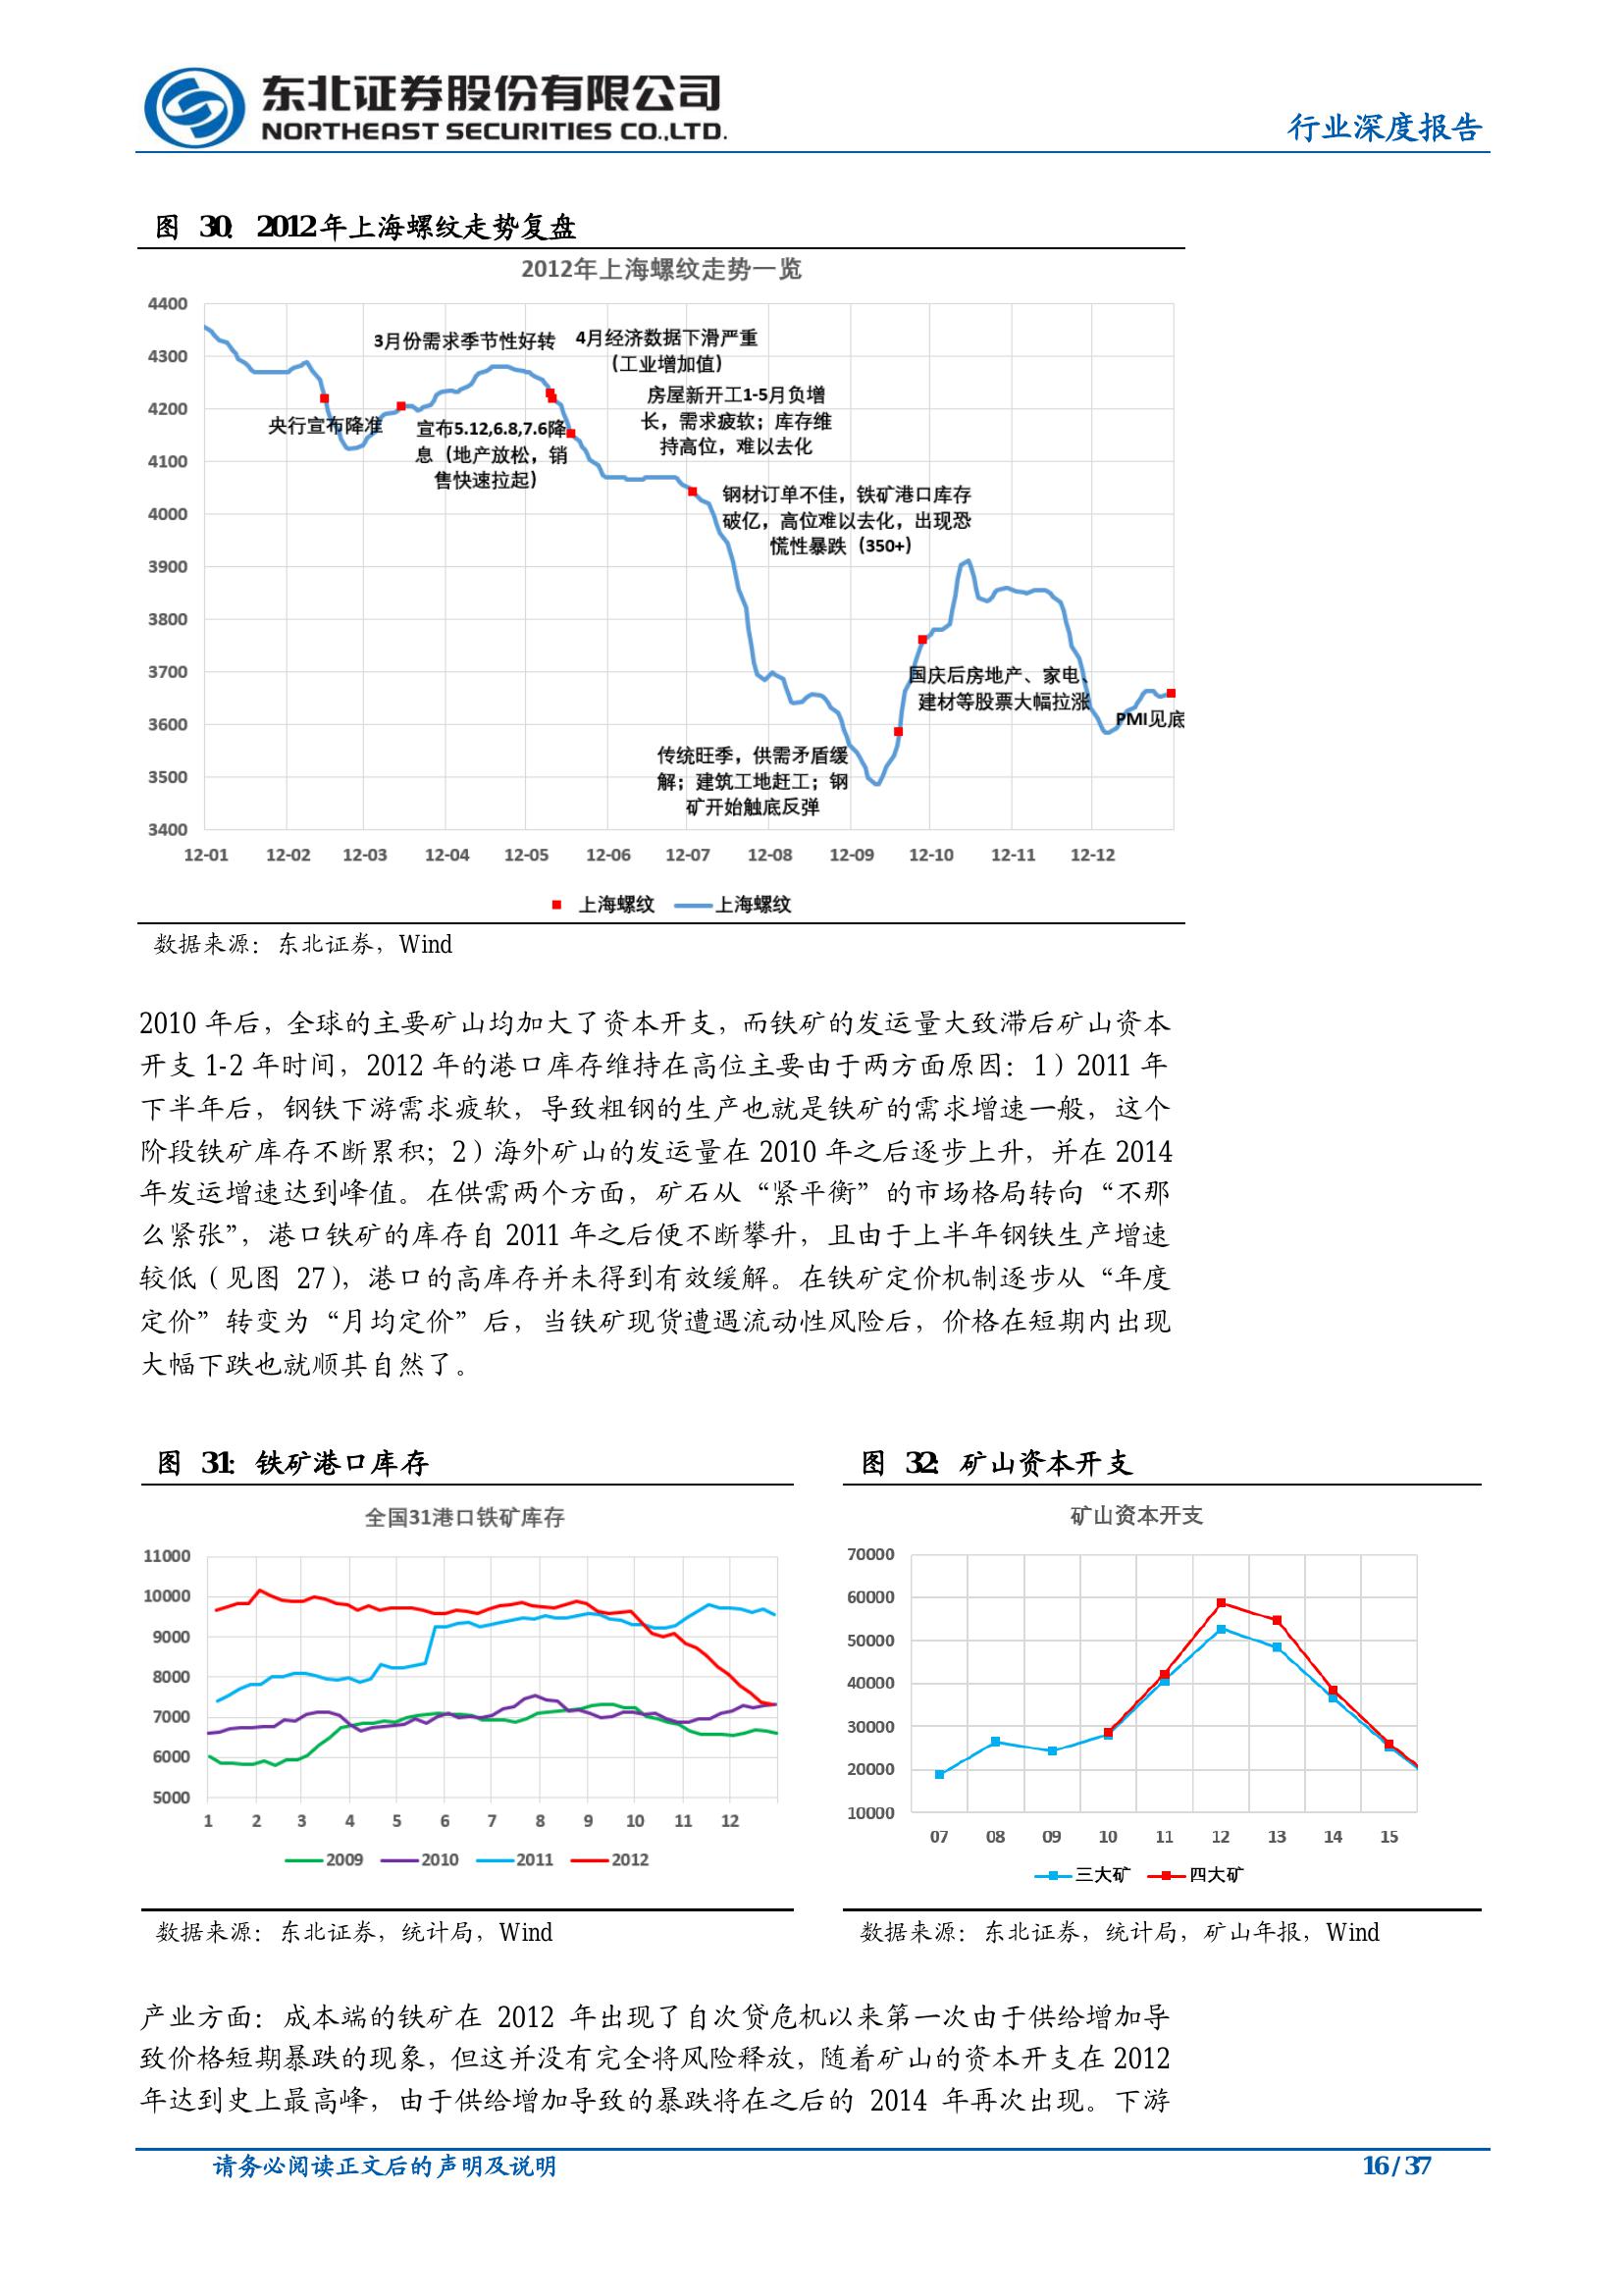 东北证券股份有限公司
NORTHEAST SECURITIES CO.,LTD.
行业深度报告
图 30: 2012年上海螺纹走势复盘
2012年上海螺纹走势一览
4400
4300
4200
4100
4000
3900
3800
3700
3600
3500
3400
3月份需求季节性好转
4月经济数据下滑严重
(工业增加值)
房屋新开工1-5月负增
长，需求疲软；库存维
持高位，难以去化
央行宣布降准
宣布5.12,6.8,7.6降
息（地产放松，销
售快速拉起）
钢材订单不佳，铁矿港口库存
破亿，高位难以去化，出现恐
慌性暴跌（350+）
国庆后房地产、家电、
建材等股票大幅拉涨
PMI见底
传统旺季，供需矛盾缓
解；建筑工地赶工；钢
矿开始触底反弹
12-01 12-02 12-03 12-04 12-05 12-06 12-07 12-08 12-09 12-10 12-11 12-12
上海螺纹 上海螺纹
数据来源：东北证券，Wind
2010 年后，全球的主要矿山均加大了资本开支，而铁矿的发运量大致滞后矿山资本
开支 1-2 年时间，2012 年的港口库存维持在高位主要由于两方面原因：1）2011 年
下半年后，钢铁下游需求疲软，导致粗钢的生产也就是铁矿的需求增速一般，这个
阶段铁矿库存不断累积；2）海外矿山的发运量在 2010 年之后逐步上升，并在 2014
年发运增速达到峰值。在供需两个方面，矿石从“紧平衡”的市场格局转向“不那
么紧张”，港口铁矿的库存自 2011 年之后便不断攀升，且由于上半年钢铁生产增速
较低（见图 27），港口的高库存并未得到有效缓解。在铁矿定价机制逐步从“年度
定价”转变为“月均定价”后，当铁矿现货遭遇流动性风险后，价格在短期内出现
大幅下跌也就顺其自然了。
图 31: 铁矿港口库存
全国31港口铁矿库存
11000
10000
9000
8000
7000
6000
5000
1 2 3 4 5 6 7 8 9 10 11 12
2009 2010 2011 2012
数据来源：东北证券，统计局，Wind
图 32: 矿山资本开支
矿山资本开支
70000
60000
50000
40000
30000
20000
10000
07 08 09 10 11 12 13 14 15
三大矿 四大矿
数据来源：东北证券，统计局，矿山年报，Wind
产业方面：成本端的铁矿在 2012 年出现了自次贷危机以来第一次由于供给增加导
致价格短期暴跌的现象，但这并没有完全将风险释放，随着矿山的资本开支在 2012
年达到史上最高峰，由于供给增加导致的暴跌将在之后的 2014 年再次出现。下游
请务必阅读正文后的声明及说明
16 / 37